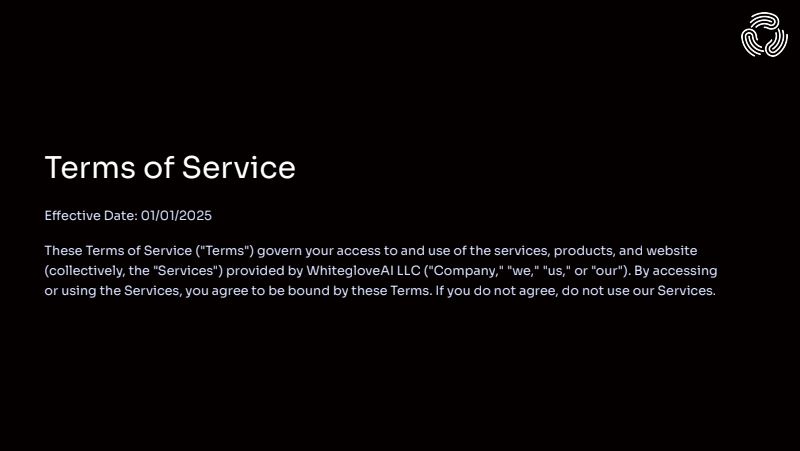 Terms of Service
Effective Date: 01/01/2025
These Terms of Service ("Terms") govern your access to and use of the services, products, and website
(collectively, the "Services") provided by WhitegloveAI LLC ("Company," "we," "us," or "our"). By accessing
or using the Services, you agree to be bound by these Terms. If you do not agree, do not use our Services.